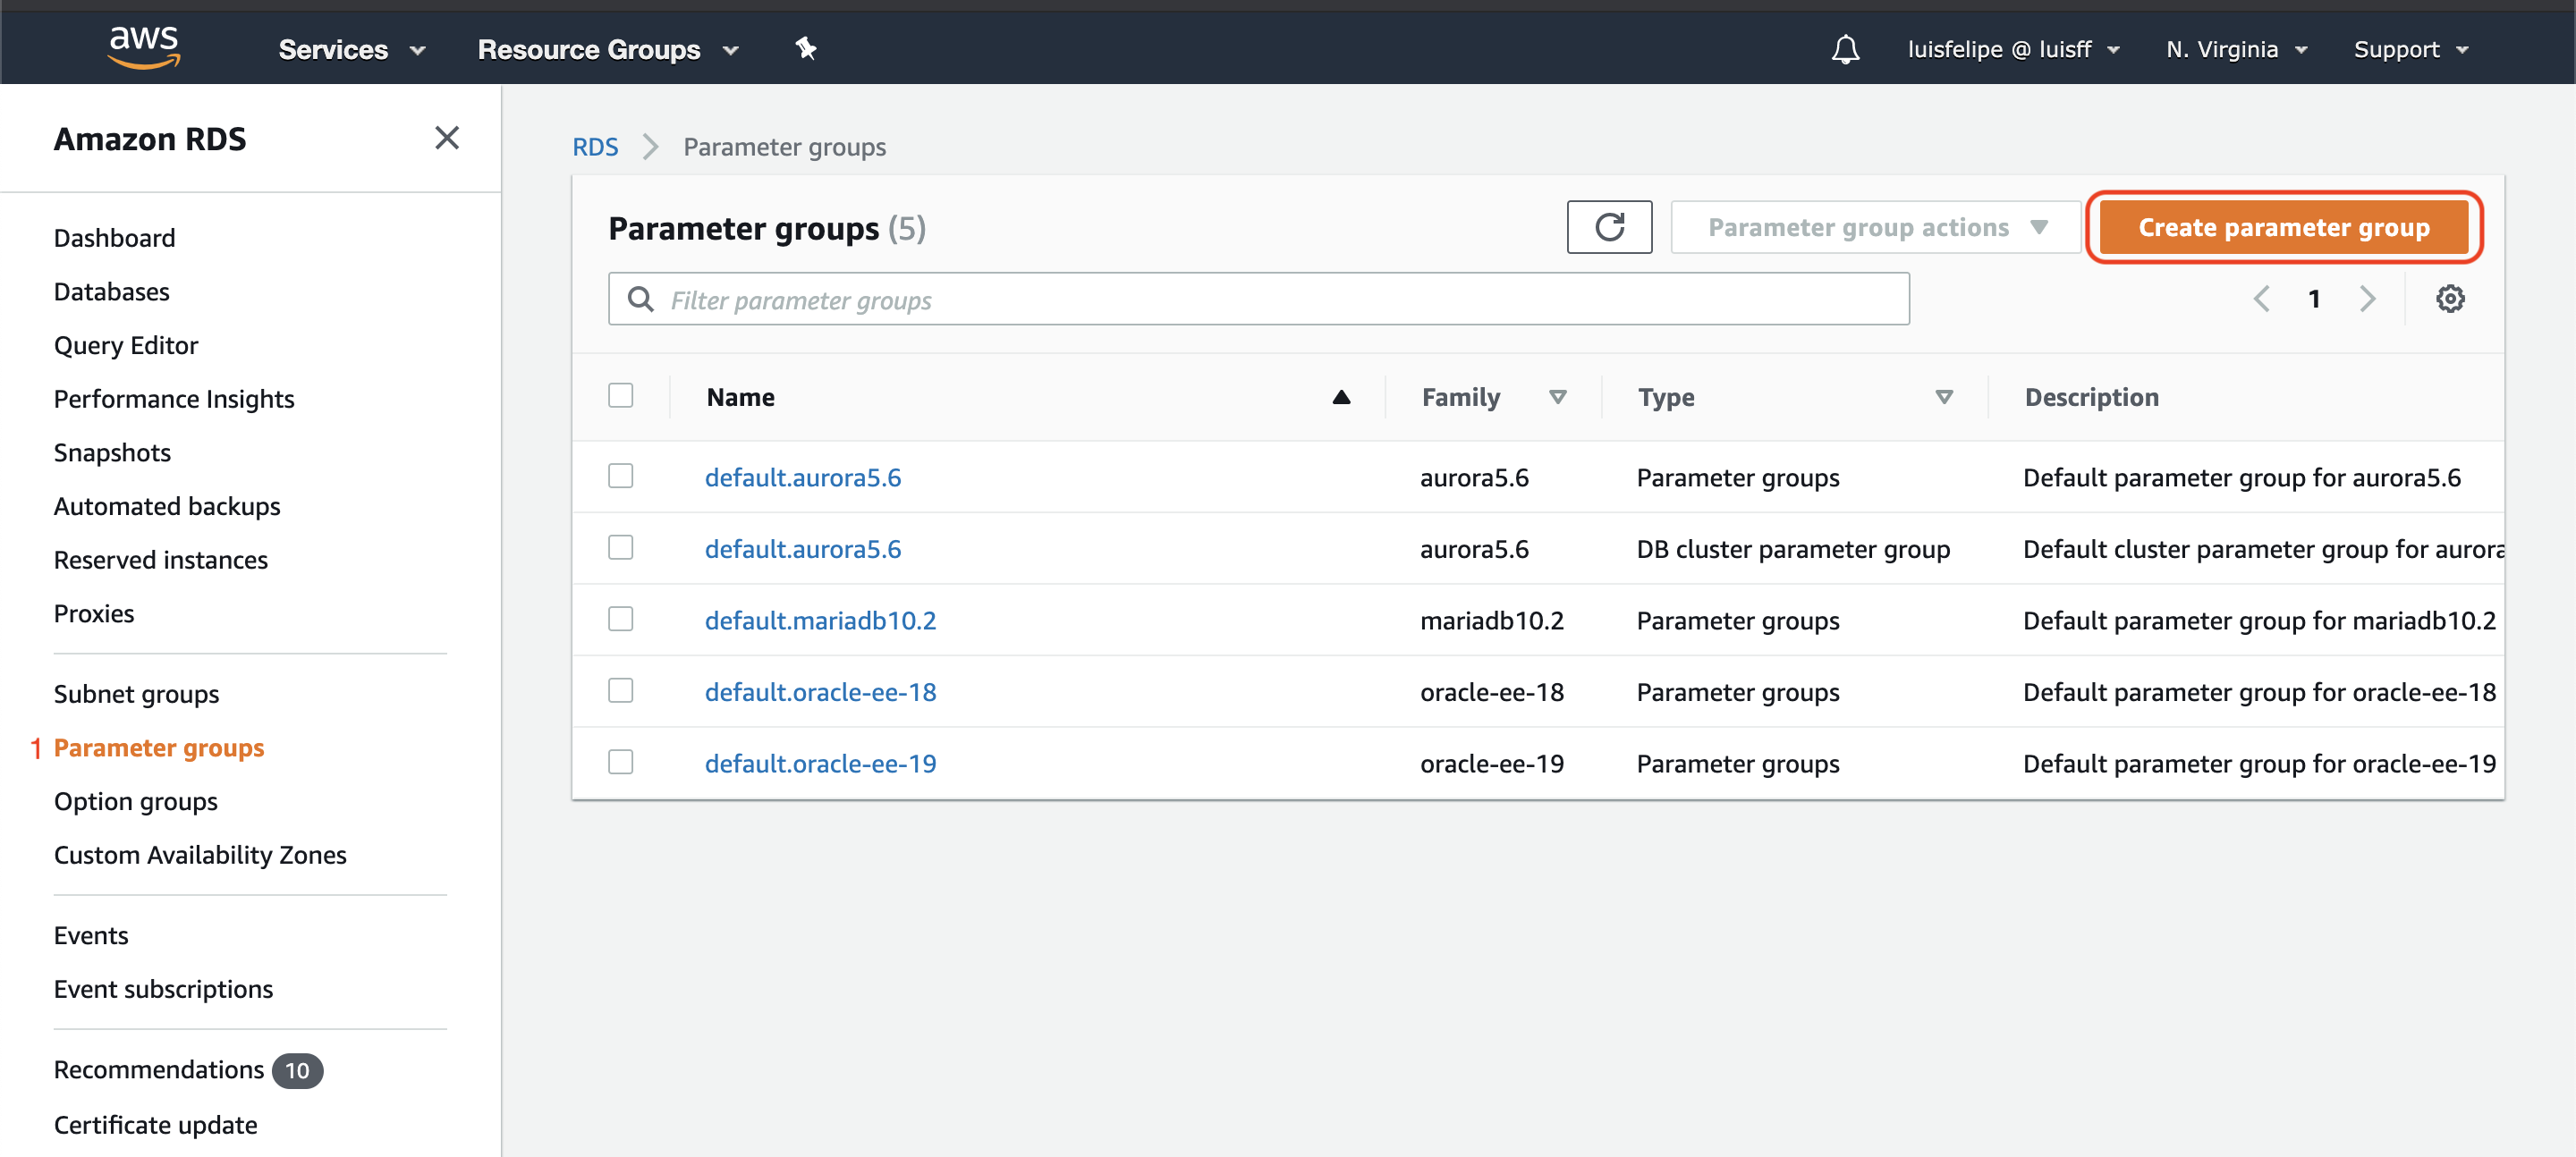 aws Services Resource Groups luisfelipe @ luisff N. Virginia Support
Amazon RDS
Dashboard
Databases
Query Editor
Performance Insights
Snapshots
Automated backups
Reserved instances
Proxies
Subnet groups
1 Parameter groups
Option groups
Custom Availability Zones
Events
Event subscriptions
Recommendations 10
Certificate update
RDS Parameter groups
Parameter groups (5) Parameter group actions Create parameter group
Filter parameter groups 1
Name Family Type Description
default.aurora5.6 aurora5.6 Parameter groups Default parameter group for aurora5.6
default.aurora5.6 aurora5.6 DB cluster parameter group Default cluster parameter group for aurora
default.mariadb10.2 mariadb10.2 Parameter groups Default parameter group for mariadb10.2
default.oracle-ee-18 oracle-ee-18 Parameter groups Default parameter group for oracle-ee-18
default.oracle-ee-19 oracle-ee-19 Parameter groups Default parameter group for oracle-ee-19